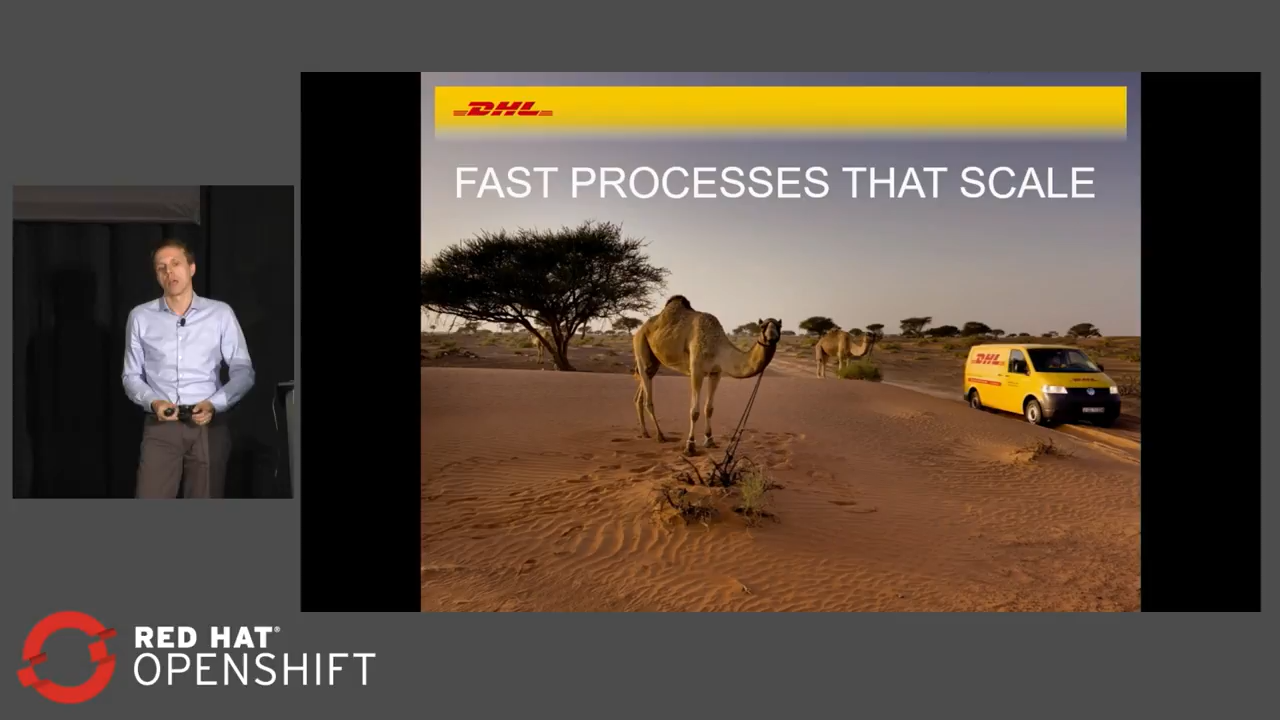 DHL
FAST PROCESSES THAT SCALE
DHL
RED HAT®
OPENSHIFT